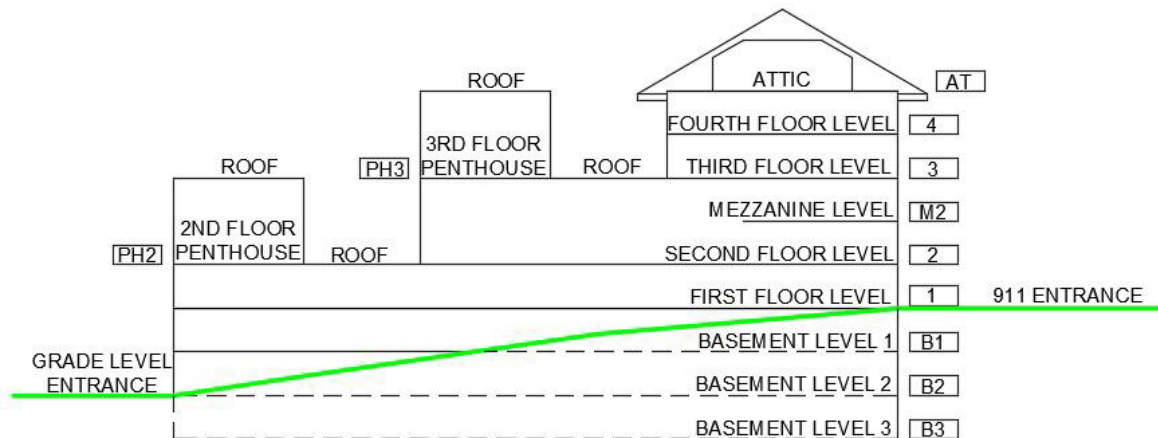 ROOF
ATTIC
AT
FOURTH FLOOR LEVEL
4
3RD FLOOR
PENTHOUSE
PH3
ROOF
ROOF
THIRD FLOOR LEVEL
3
MEZZANINE LEVEL
M2
2ND FLOOR
PENTHOUSE
PH2
ROOF
SECOND FLOOR LEVEL
2
FIRST FLOOR LEVEL
1
911 ENTRANCE
BASEMENT LEVEL 1
B1
GRADE LEVEL
ENTRANCE
BASEMENT LEVEL 2
B2
BASEMENT LEVEL 3
B3